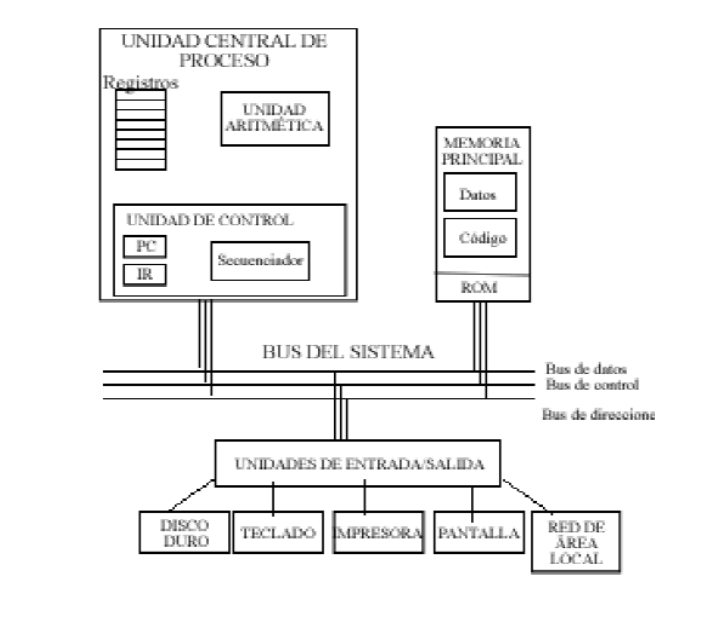 UNIDAD CENTRAL DE
PROCESO
Registros
UNIDAD
ARITMÉTICA
UNIDAD DE CONTROL
PC
IR
Secuenciador
MEMORIA
PRINCIPAL
Datos
Código
ROM
BUS DEL SISTEMA
Bus de datos
Bus de control
Bus de direccione
UNIDADES DE ENTRADA/SALIDA
DISCO
DURO
TECLADO
IMPRESORA
PANTALLA
RED DE
ÁREA
LOCAL